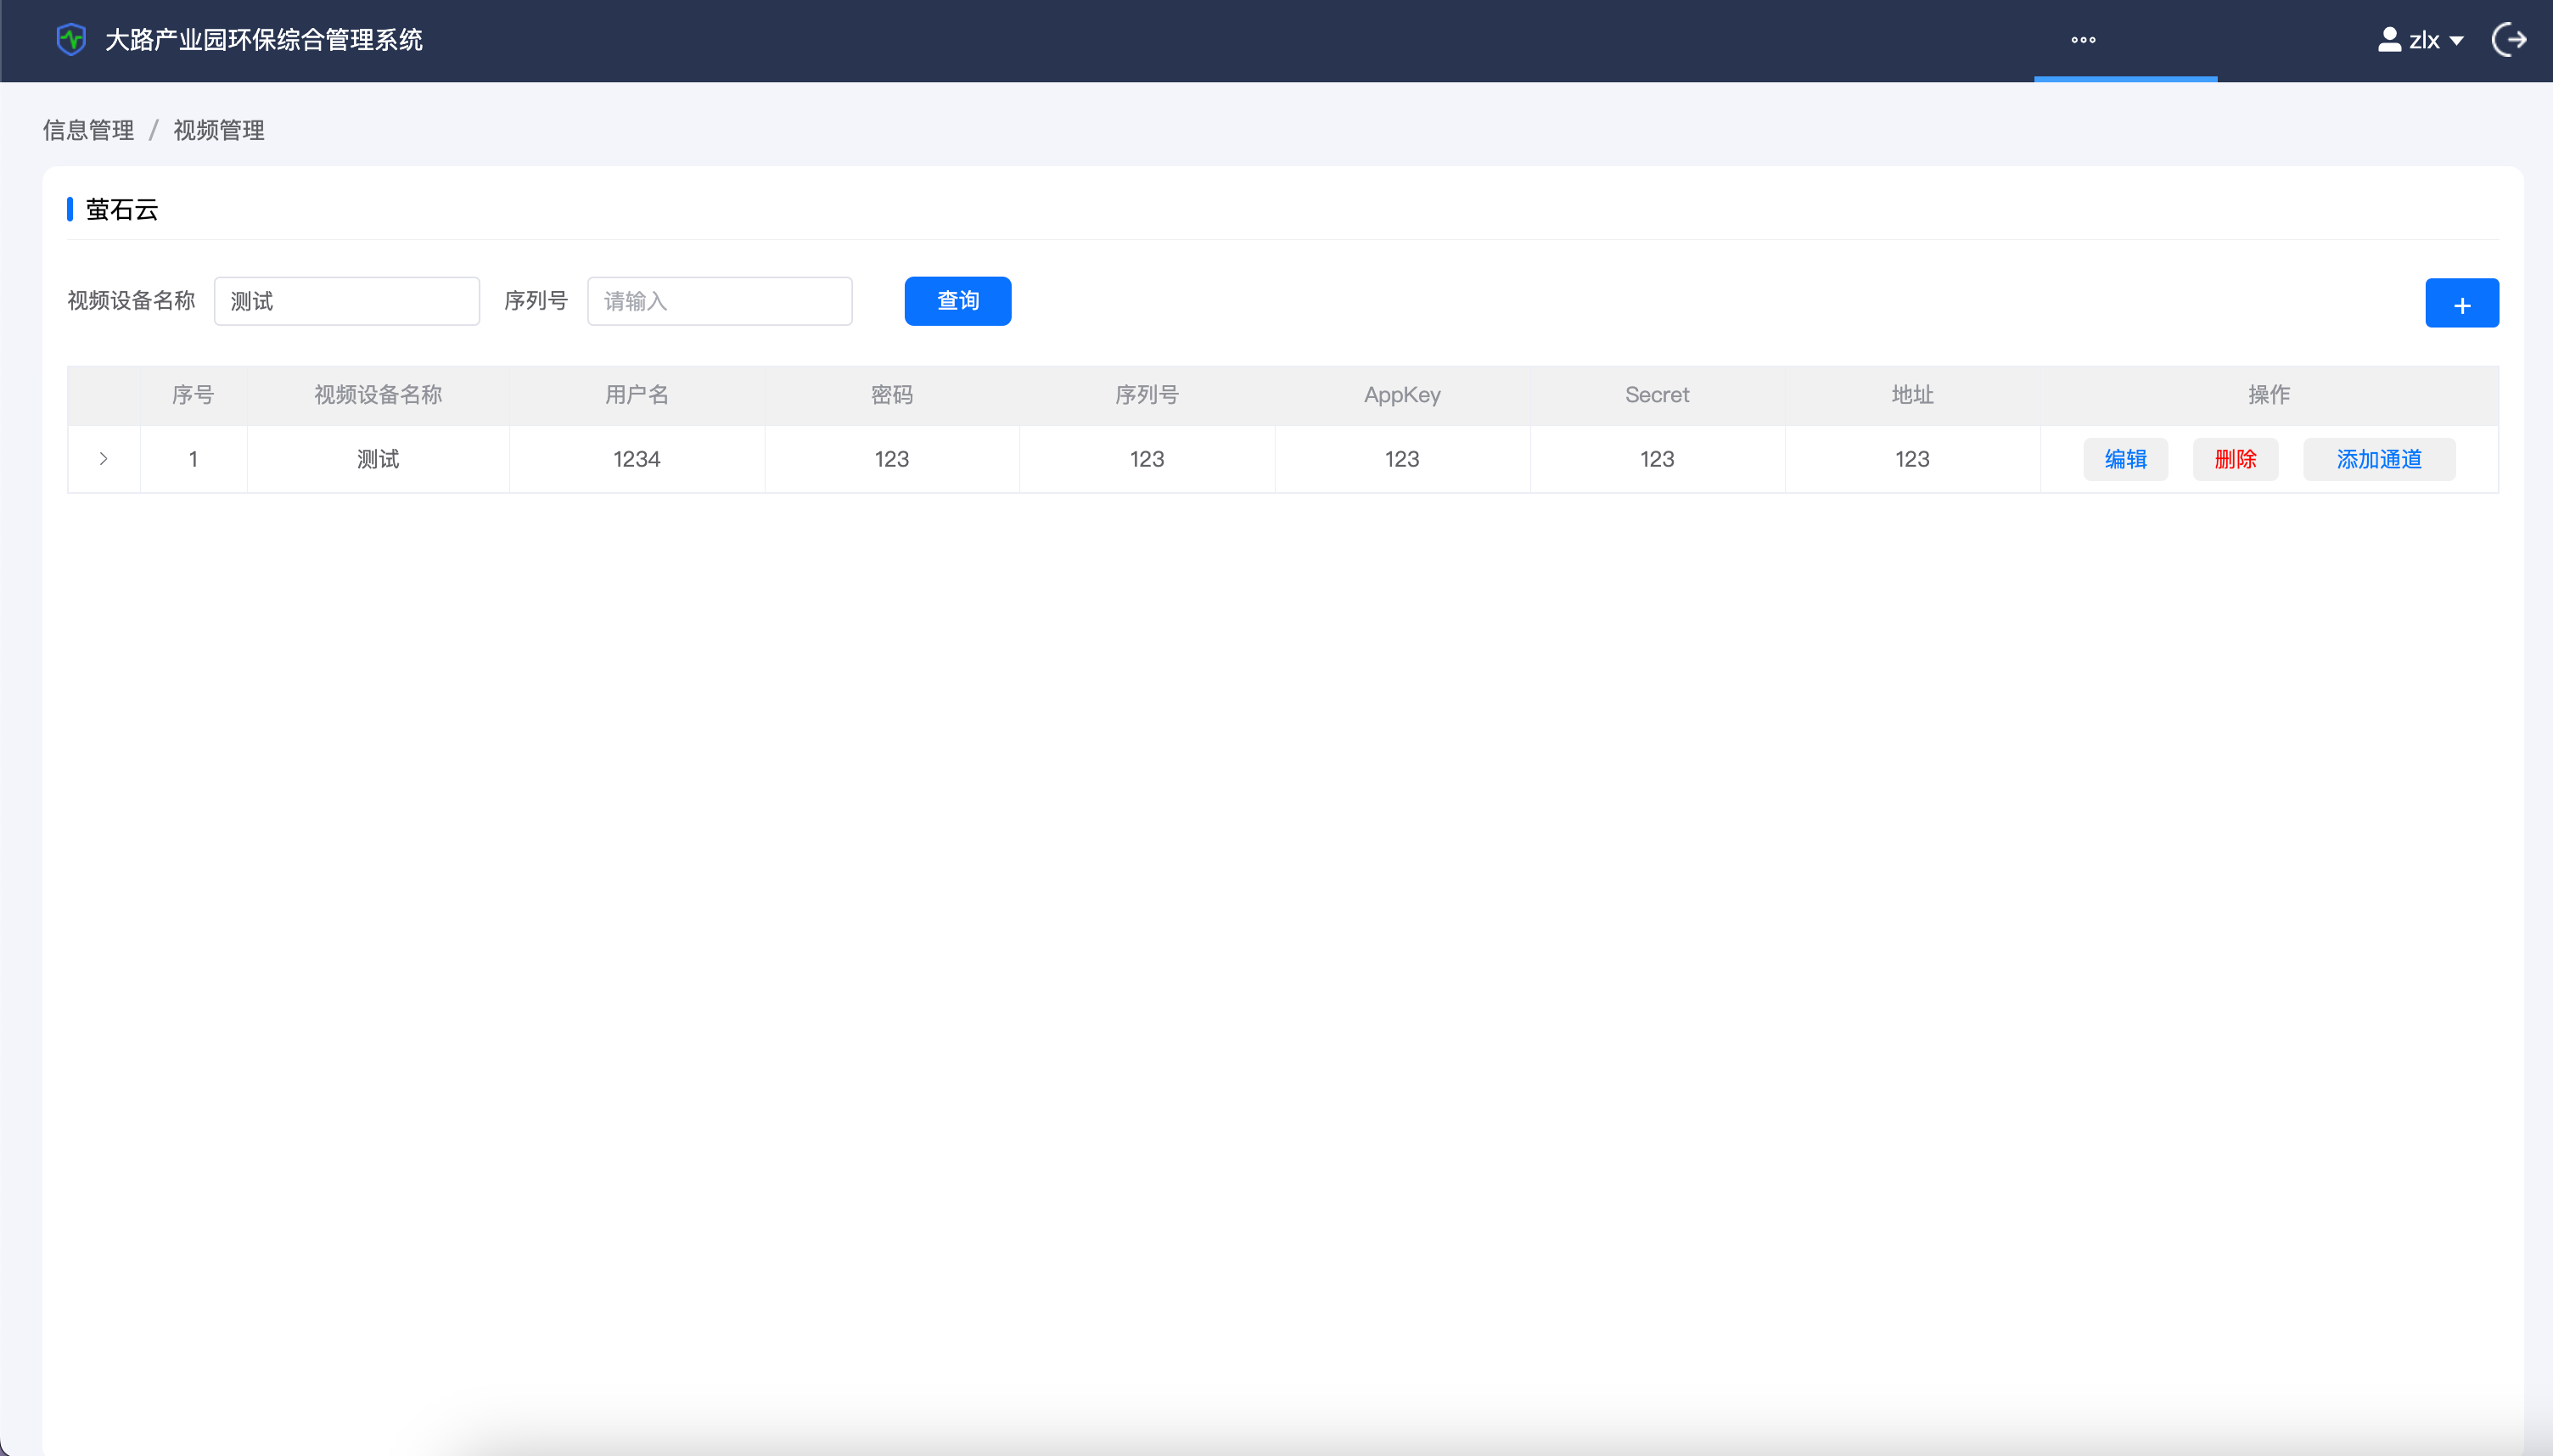 大路产业园环保综合管理系统
zlx
信息管理 / 视频管理
萤石云
视频设备名称 测试 序列号 请输入 查询 +
序号 视频设备名称 用户名 密码 序列号 AppKey Secret 地址 操作
1 测试 1234 123 123 123 123 123 编辑 删除 添加通道